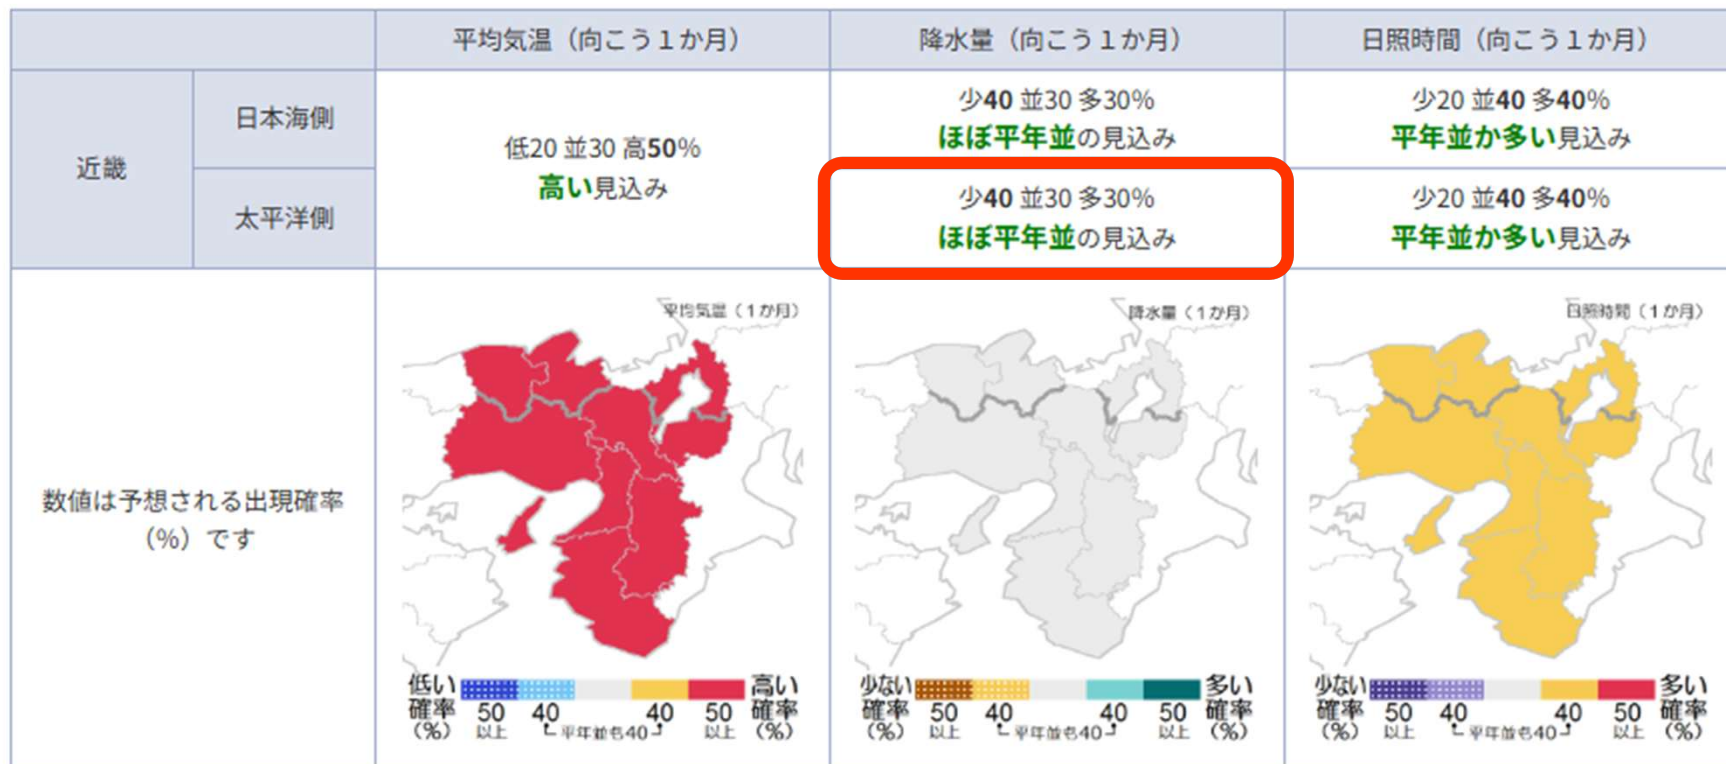 平均気温（向こう１か月）
降水量（向こう１か月）
日照時間（向こう１か月）
近畿
日本海側
低20 並30 高50%
高い見込み
少40 並30 多30%
ほぼ平年並の見込み
少20 並40 多40%
平年並か多い見込み
太平洋側
少40 並30 多30%
ほぼ平年並の見込み
少20 並40 多40%
平年並か多い見込み
数値は予想される出現確率
（%）です
平均気温（１か月）
低い
確率
(%)
50
以上
40
平年並も40
40
50
以上
高い
確率
(%)
降水量（１か月）
少ない
確率
(%)
50
以上
40
平年並も40
40
50
以上
多い
確率
(%)
日照時間（１か月）
少ない
確率
(%)
50
以上
40
平年並も40
40
50
以上
多い
確率
(%)